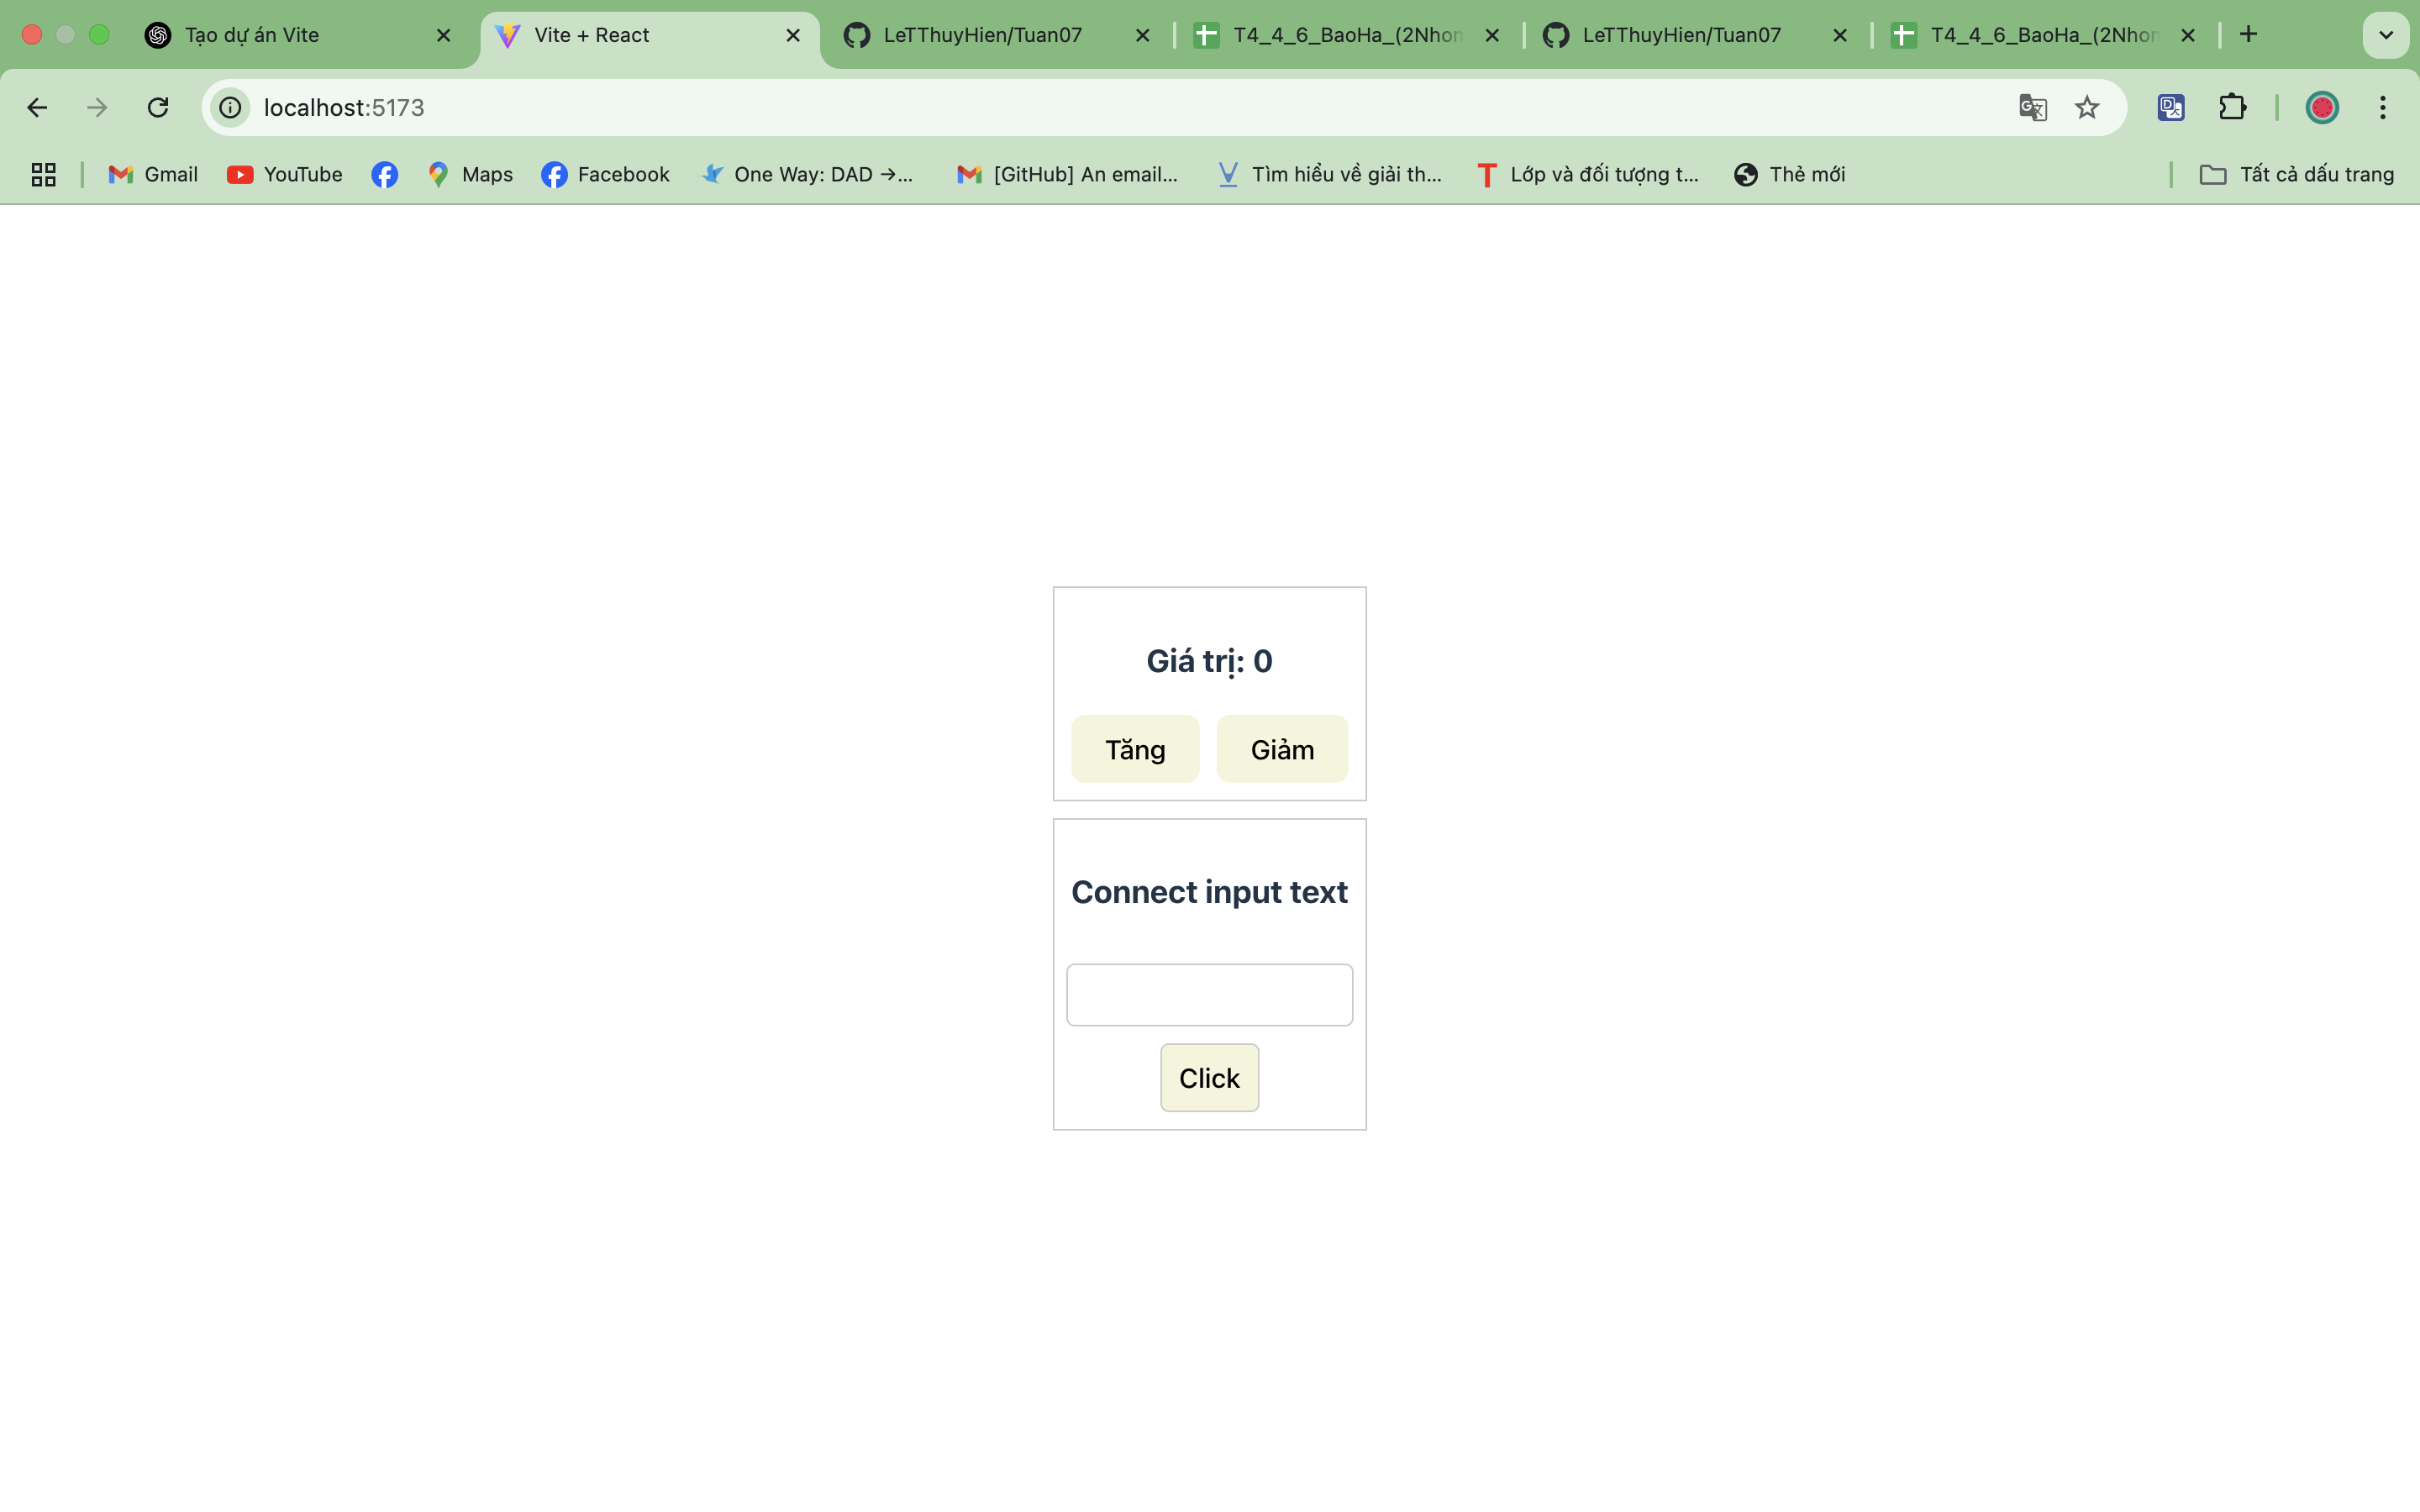 Tạo dự án Vite
Vite + React
LeTThuyHien/Tuan07
T4_4_6_BaoHa_(2Nhom
LeTThuyHien/Tuan07
T4_4_6_BaoHa_(2Nhom
localhost:5173
Gmail
YouTube
Maps
Facebook
One Way: DAD →...
[GitHub] An email...
Tìm hiểu về giải th...
Lớp và đối tượng t...
Thẻ mới
Tất cả dấu trang
Giá trị: 0
Tăng
Giảm
Connect input text
Click